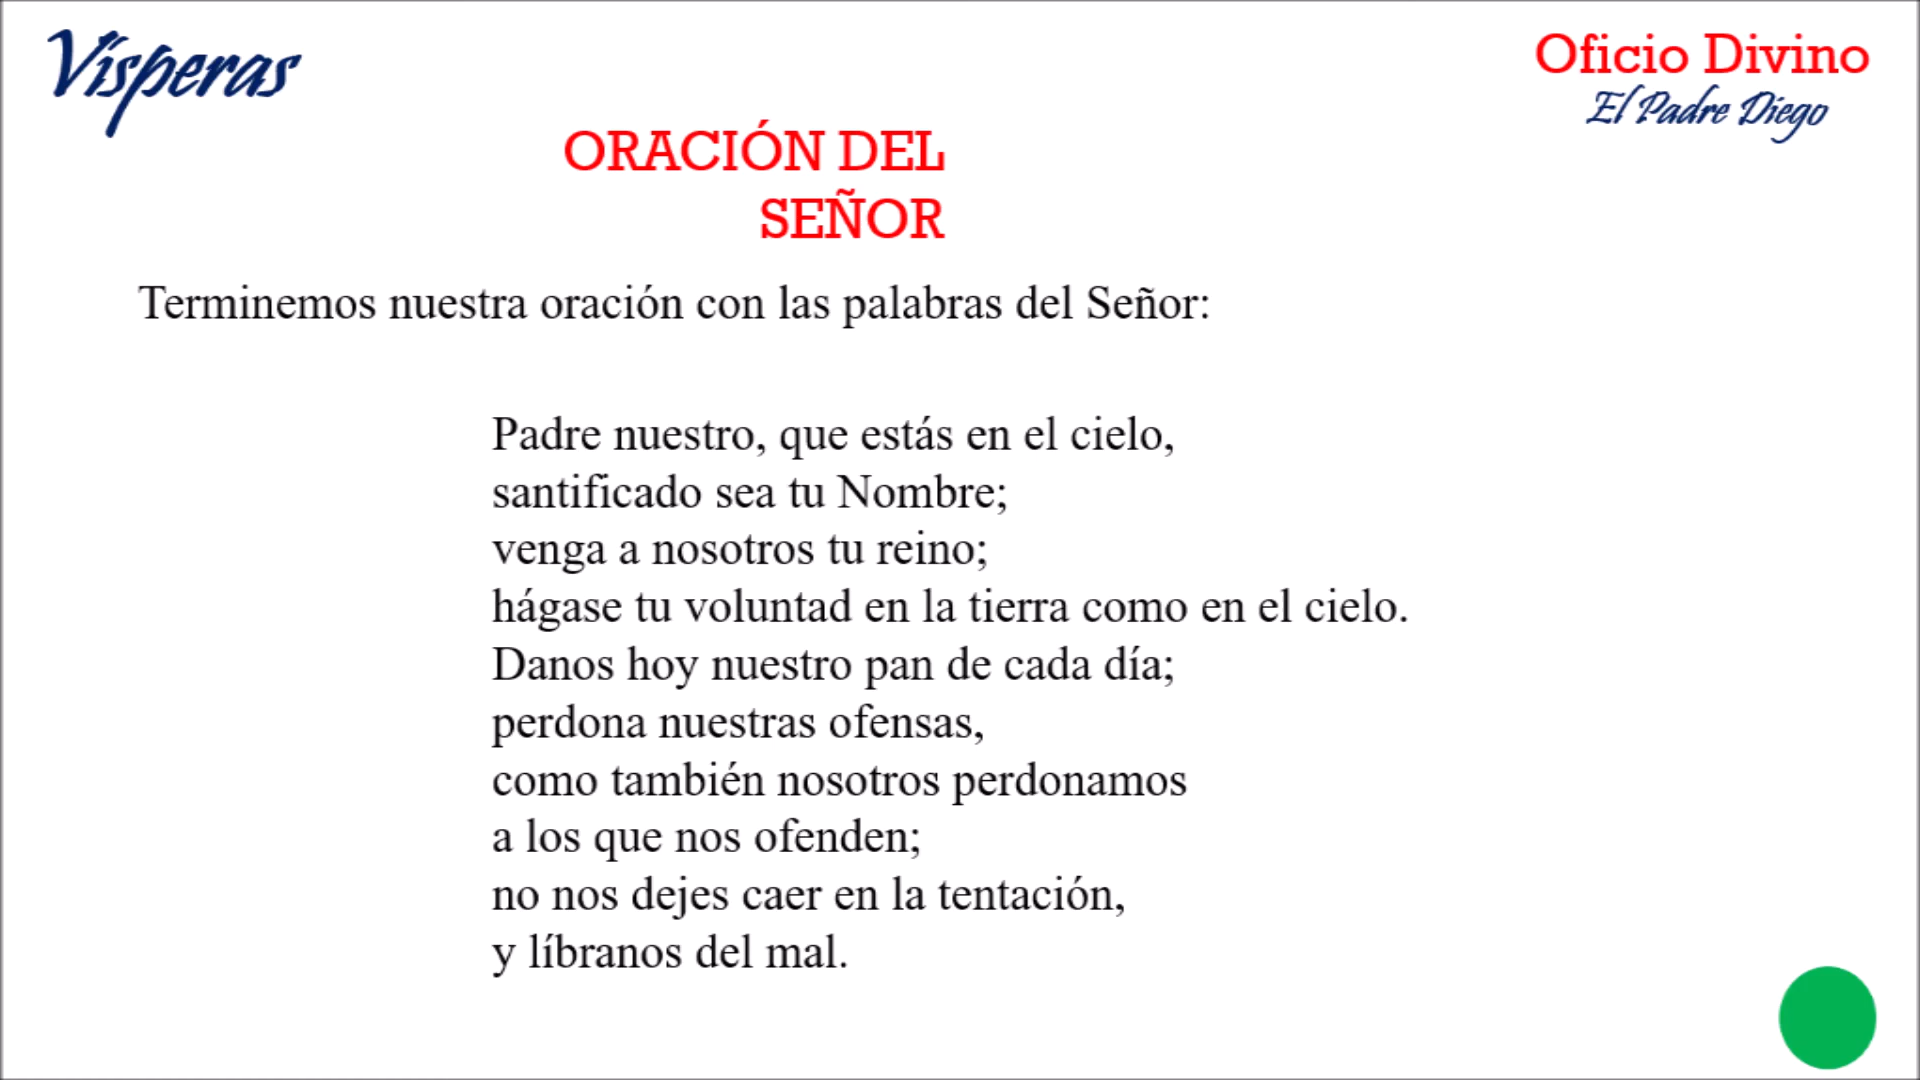 Vísperas
Oficio Divino
El Padre Diego
ORACIÓN DEL
SEÑOR
Terminemos nuestra oración con las palabras del Señor:
Padre nuestro, que estás en el cielo,
santificado sea tu Nombre;
venga a nosotros tu reino;
hágase tu voluntad en la tierra como en el cielo.
Danos hoy nuestro pan de cada día;
perdona nuestras ofensas,
como también nosotros perdonamos
a los que nos ofenden;
no nos dejes caer en la tentación,
y líbranos del mal.